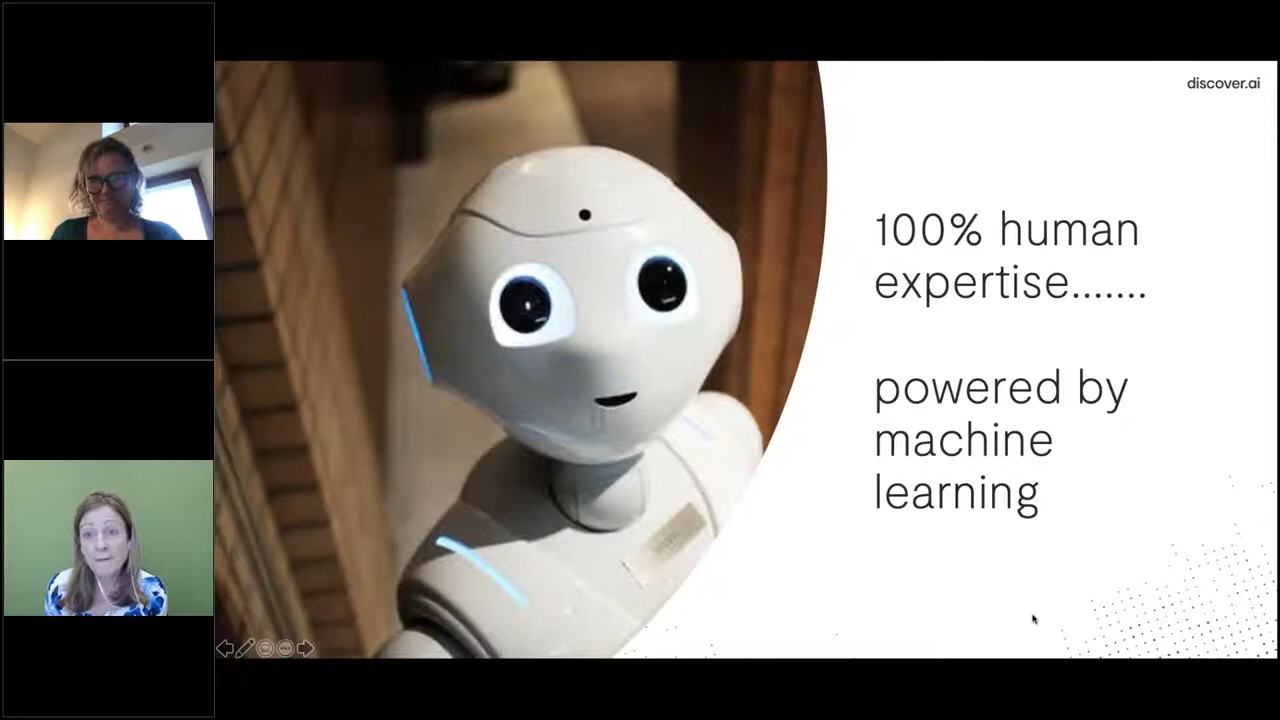 discover.ai
100% human
expertise.......
powered by
machine
learning